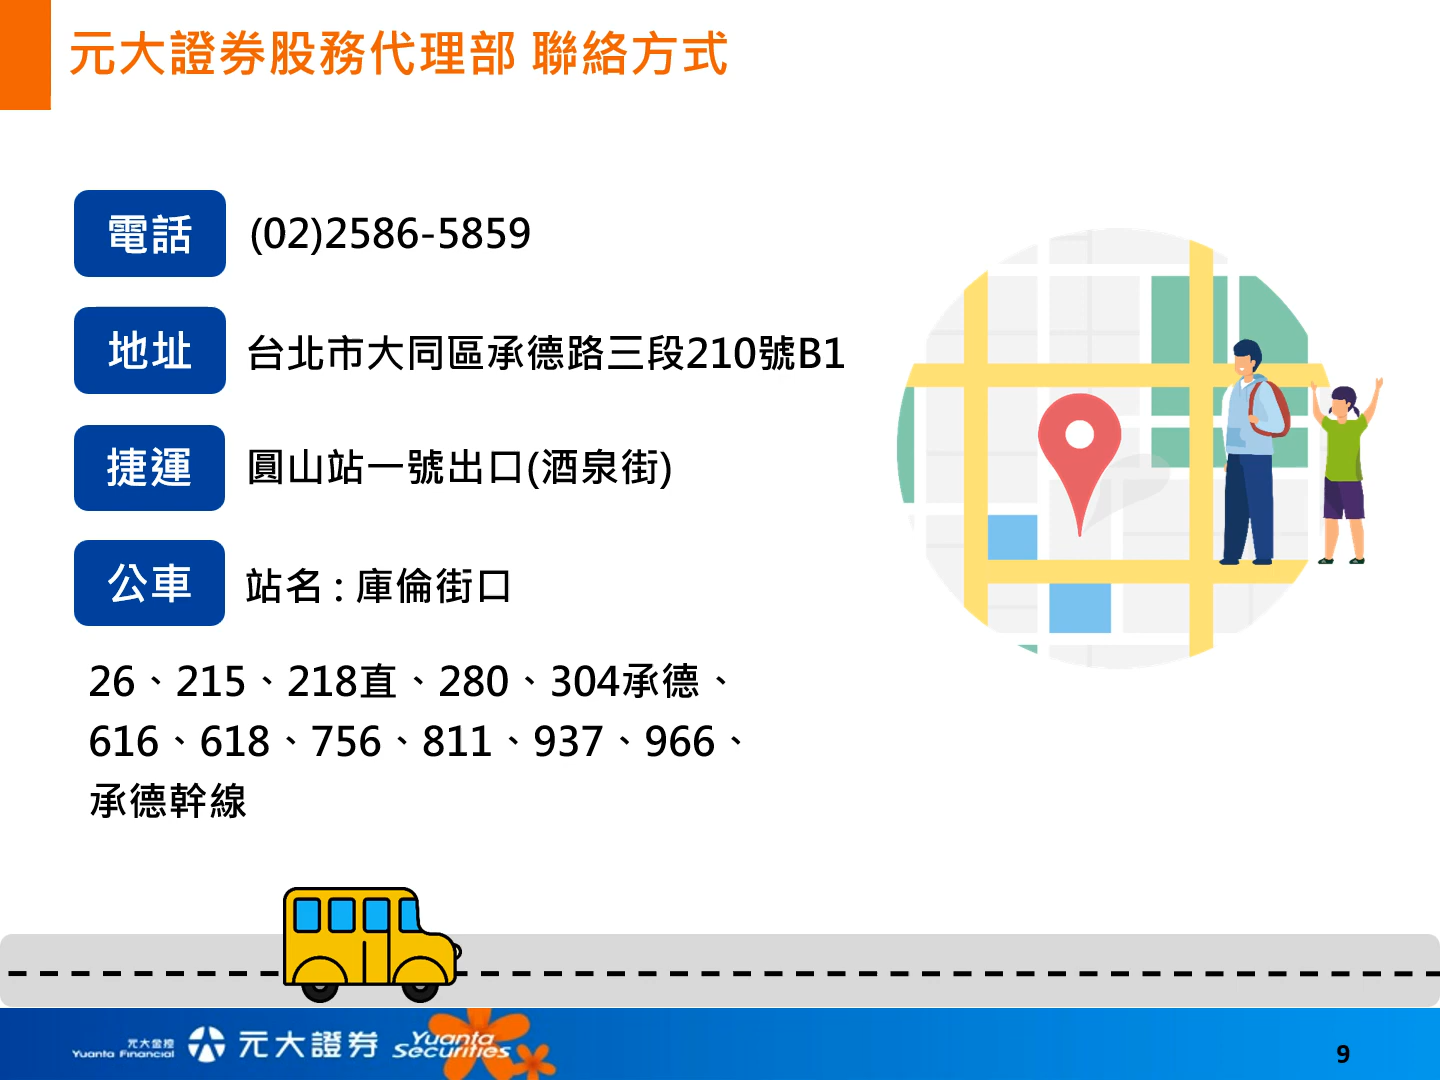 元大證券股務代理部 聯絡方式
電話 (02)2586-5859
地址 台北市大同區承德路三段210號B1
捷運 圓山站一號出口(酒泉街)
公車 站名 : 庫倫街口
26、215、218直、280、304承德、
616、618、756、811、937、966、
承德幹線
元大金控
Yuanta Financial
元大證券
Yuanta
Securities
9